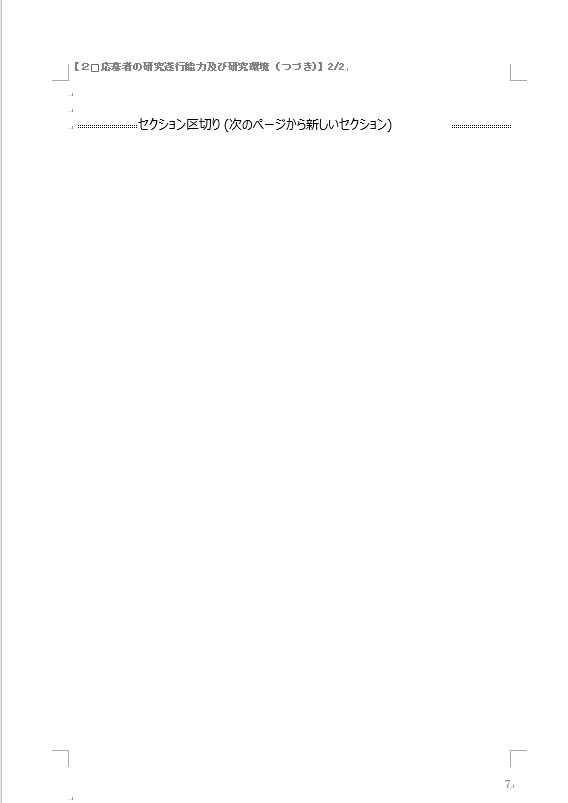 【２　応募者の研究遂行能力及び研究環境（つづき）】2/2
セクション区切り (次のページから新しいセクション)
7